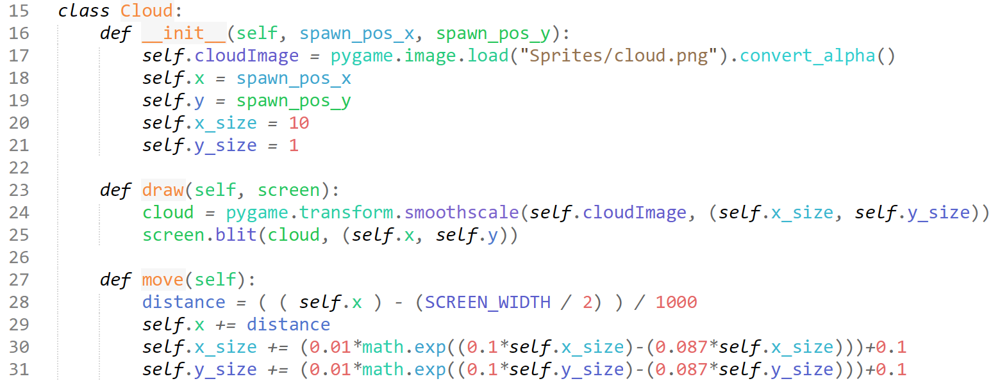 15 class Cloud:
16     def __init__(self, spawn_pos_x, spawn_pos_y):
17         self.cloudImage = pygame.image.load("Sprites/cloud.png").convert_alpha()
18         self.x = spawn_pos_x
19         self.y = spawn_pos_y
20         self.x_size = 10
21         self.y_size = 1
22
23     def draw(self, screen):
24         cloud = pygame.transform.smoothscale(self.cloudImage, (self.x_size, self.y_size))
25         screen.blit(cloud, (self.x, self.y))
26
27     def move(self):
28         distance = ( ( self.x ) - (SCREEN_WIDTH / 2) ) / 1000
29         self.x += distance
30         self.x_size += (0.01*math.exp((0.1*self.x_size)-(0.087*self.x_size)))+0.1
31         self.y_size += (0.01*math.exp((0.1*self.y_size)-(0.087*self.y_size)))+0.1